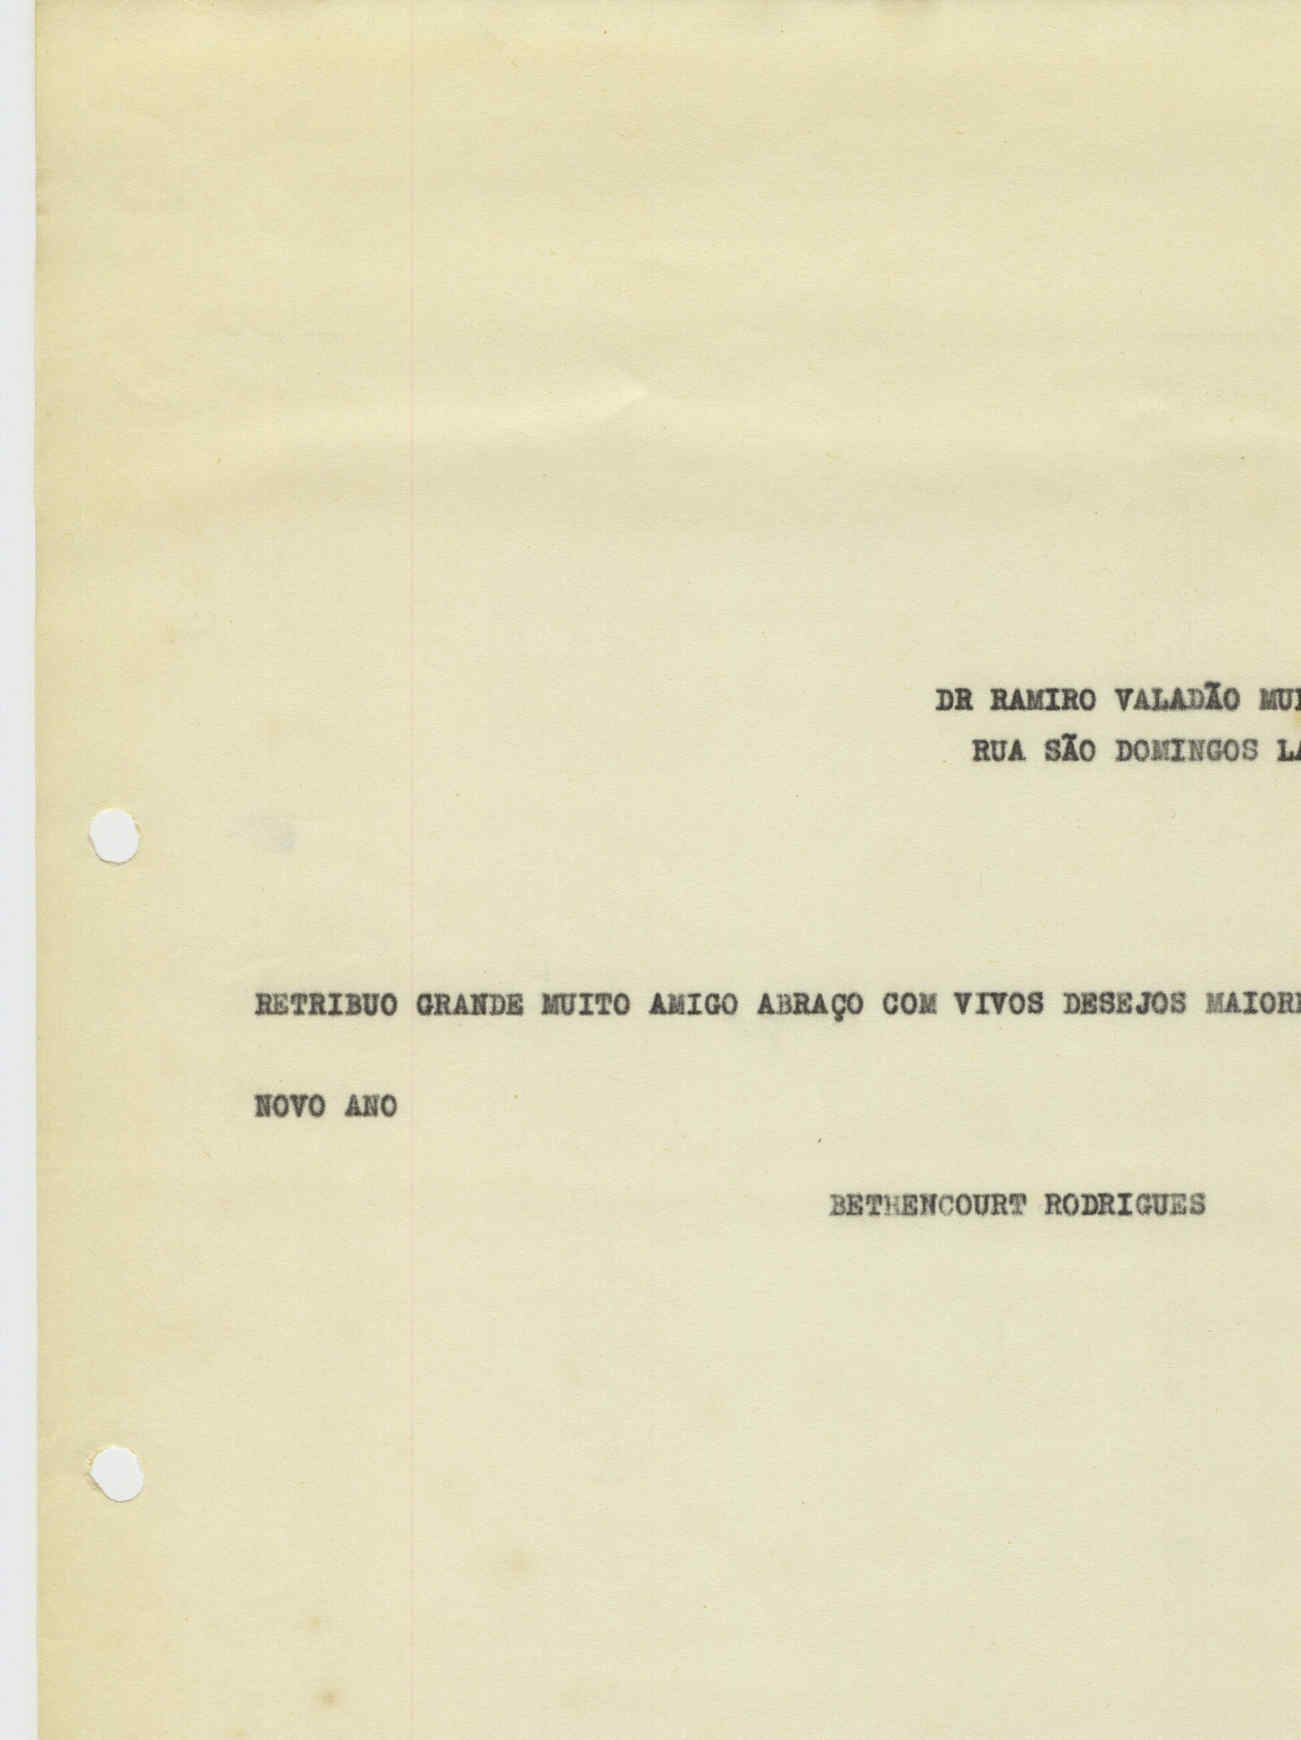 DR RAMIRO VALADÃO
RUA SÃO DOMINGOS
RETRIBUO GRANDE MUITO AMIGO ABRAÇO COM VIVOS DESEJOS
NOVO ANO
BETHENCOURT RODRIGUES